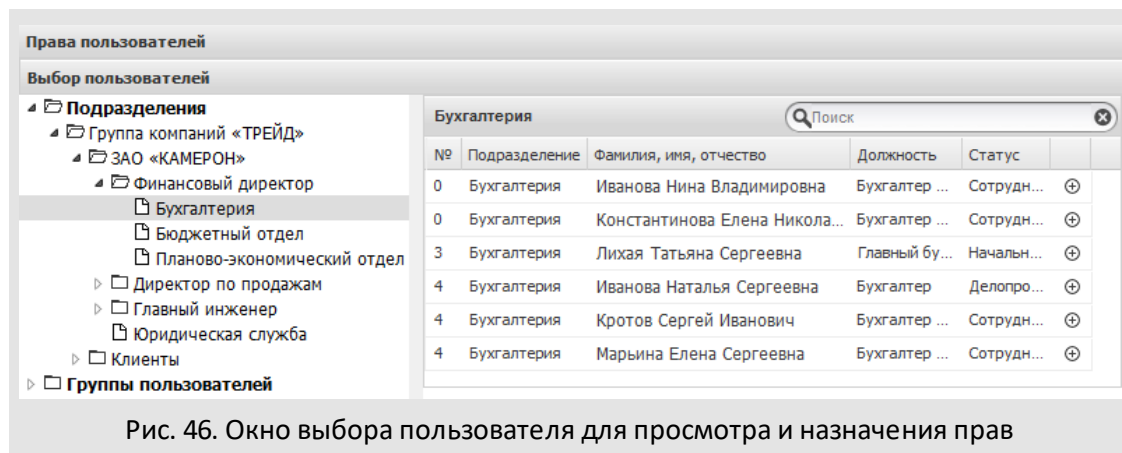 Права пользователей
Выбор пользователей
Подразделения
Группа компаний «ТРЕЙД»
ЗАО «КАМЕРОН»
Финансовый директор
Бухгалтерия
Бюджетный отдел
Планово-экономический отдел
Директор по продажам
Главный инженер
Юридическая служба
Клиенты
Группы пользователей
Бухгалтерия Поиск
№ Подразделение Фамилия, имя, отчество Должность Статус
0 Бухгалтерия Иванова Нина Владимировна Бухгалтер ... Сотрудн...
0 Бухгалтерия Константинова Елена Никола... Бухгалтер ... Сотрудн...
3 Бухгалтерия Лихая Татьяна Сергеевна Главный бу... Начальн...
4 Бухгалтерия Иванова Наталья Сергеевна Бухгалтер Делопро...
4 Бухгалтерия Кротов Сергей Иванович Бухгалтер ... Сотрудн...
4 Бухгалтерия Марьина Елена Сергеевна Бухгалтер ... Сотрудн...
Рис. 46. Окно выбора пользователя для просмотра и назначения прав